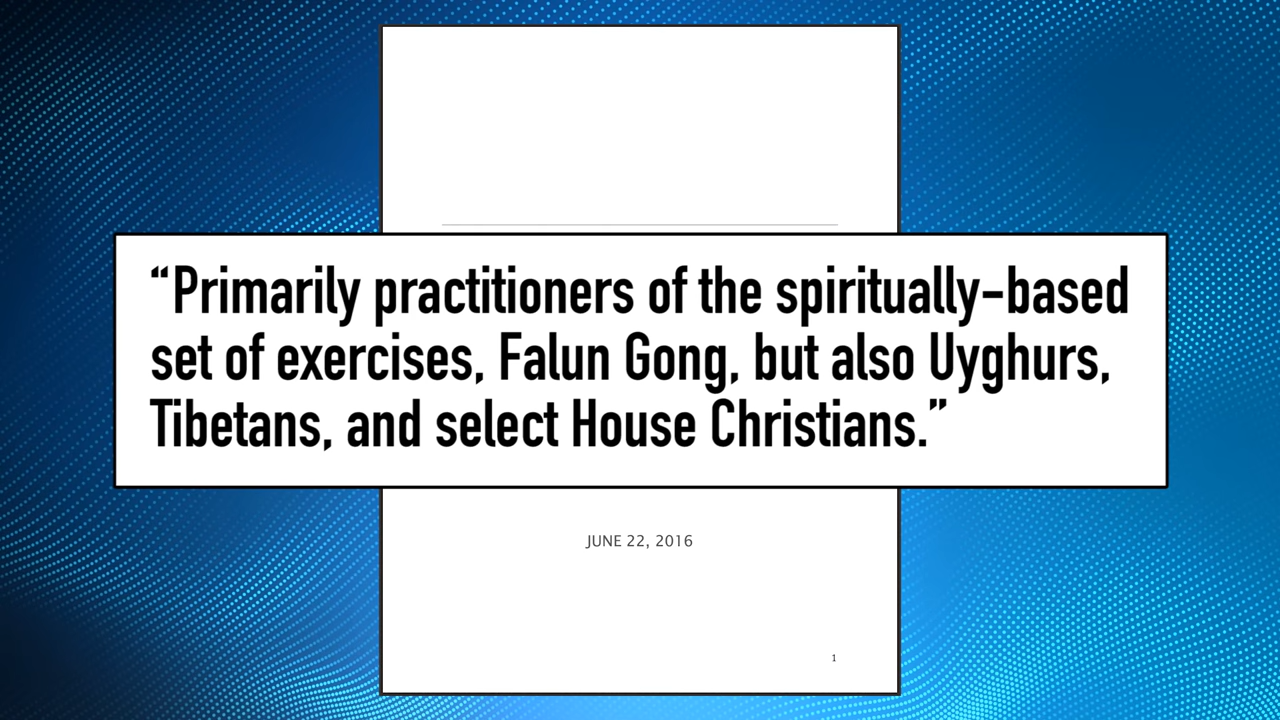 “Primarily practitioners of the spiritually-based
set of exercises, Falun Gong, but also Uyghurs,
Tibetans, and select House Christians.”
JUNE 22, 2016
1